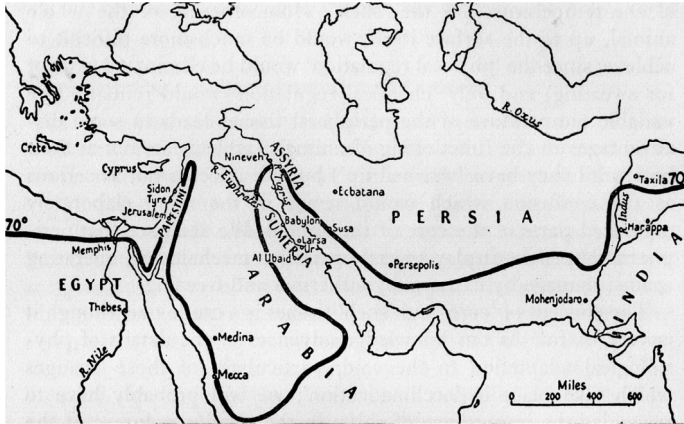 R. Oxus
Crete
Cyprus
Nineveh
ASSYRIA
R. Tigris
R. Euphrates
SUMERIA
Ecbatana
Taxila
70
Sidon
Tyre
Jerusalem
PALESTINE
Babylon
Susa
PERSIA
R. Indus
Harappa
70°
Memphis
Larsa
Ur
Al Ubaid
Persepolis
EGYPT
Thebes
ARABIA
Mohenjodaro
INDIA
R. Nile
Medina
Mecca
Miles
0 200 400 600